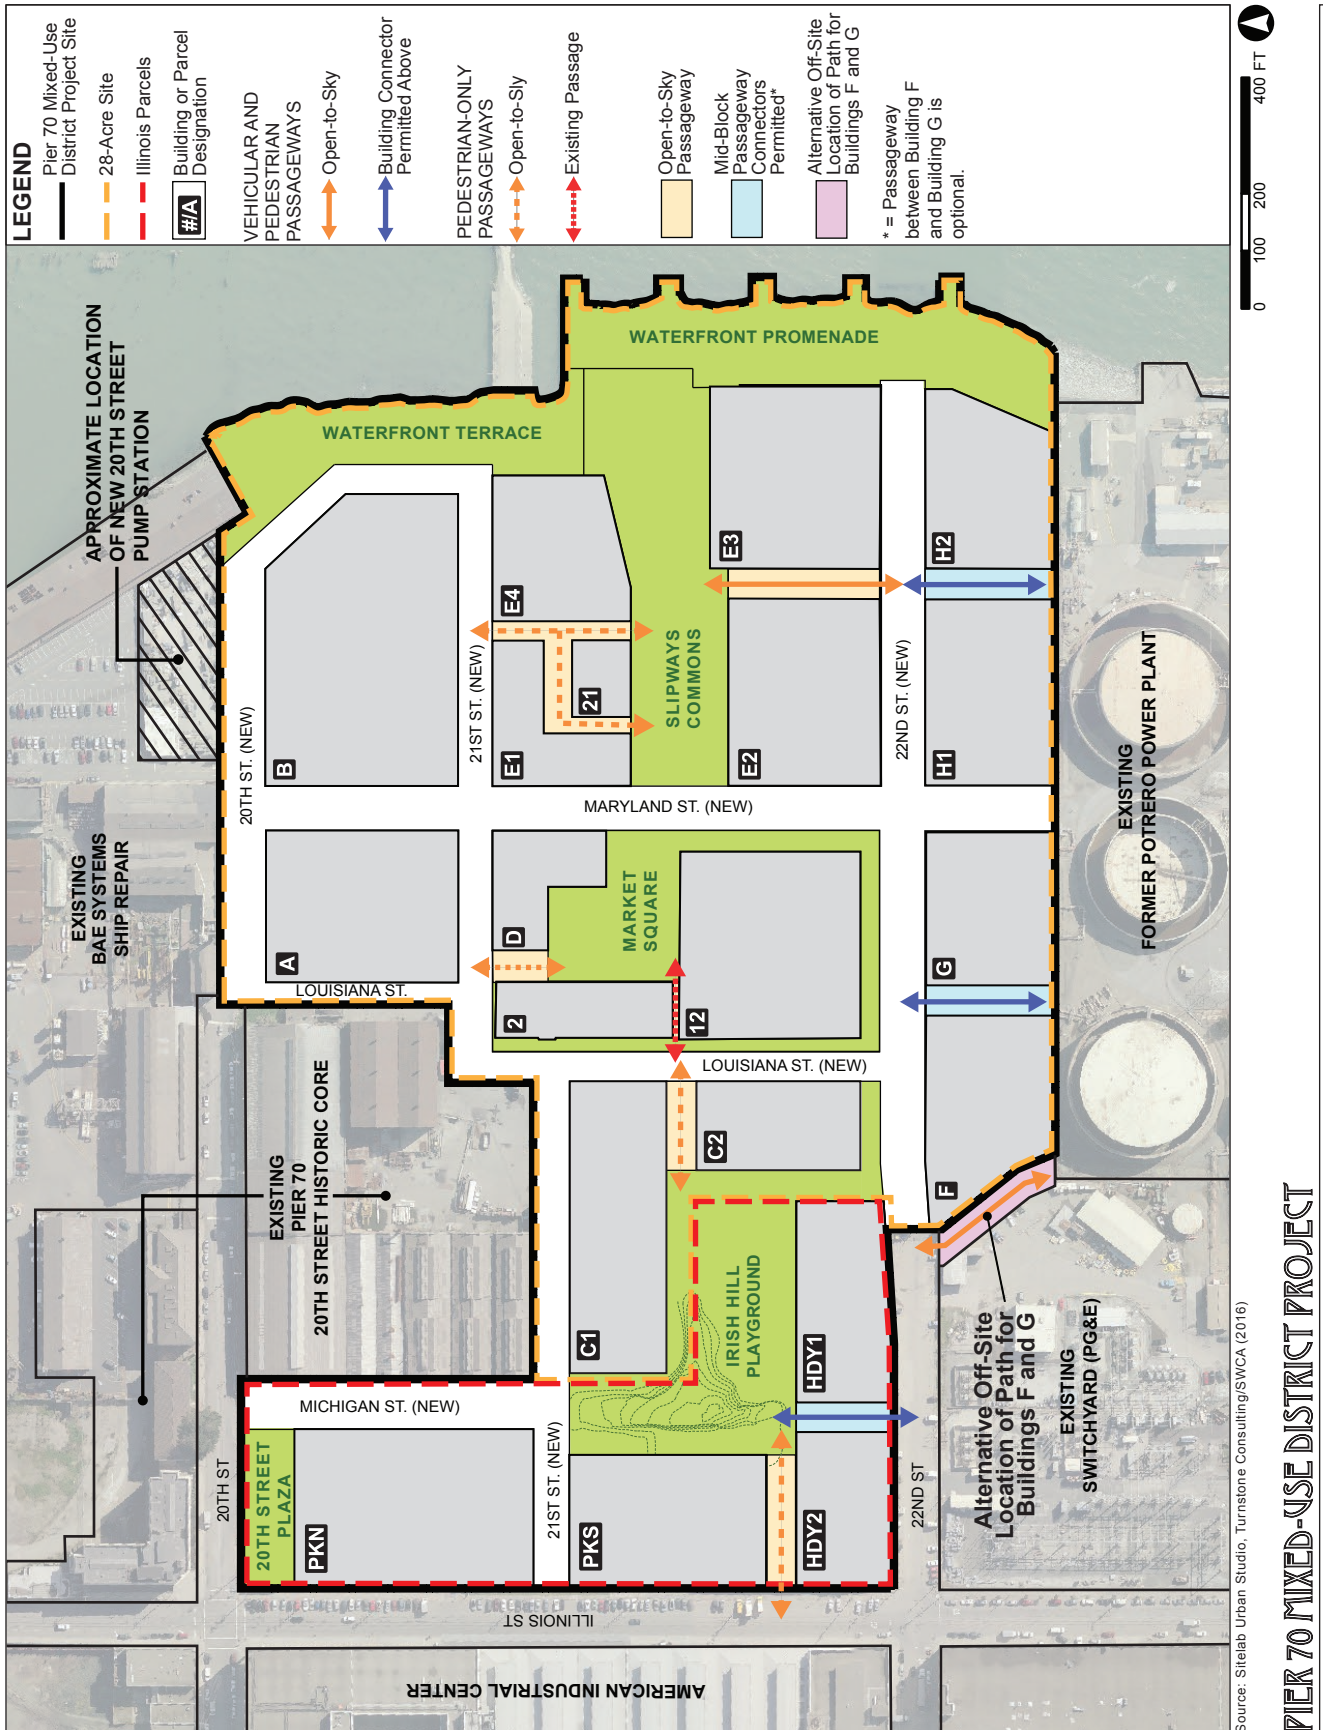 LEGEND
Pier 70 Mixed-Use
District Project Site
28-Acre Site
Illinois Parcels
#/A
Building or Parcel
Designation
VEHICULAR AND
PEDESTRIAN
PASSAGEWAYS
Open-to-Sky
Building Connector
Permitted Above
PEDESTRIAN-ONLY
PASSAGEWAYS
Open-to-Sly
Existing Passage
Open-to-Sky
Passageway
Mid-Block
Passageway
Connectors
Permitted*
Alternative Off-Site
Location of Path for
Buildings F and G
* = Passageway
between Building F
and Building G is
optional.
0
100
200
400 FT
APPROXIMATE LOCATION
OF NEW 20TH STREET
PUMP STATION
WATERFRONT TERRACE
WATERFRONT PROMENADE
EXISTING
BAE SYSTEMS
SHIP REPAIR
20TH ST. (NEW)
B
A
LOUISIANA ST.
21ST ST. (NEW)
E4
E1
21
SLIPWAYS
COMMONS
E3
E2
22ND ST. (NEW)
H2
H1
MARYLAND ST. (NEW)
D
2
MARKET
SQUARE
12
G
LOUISIANA ST. (NEW)
C2
C1
F
EXISTING
PIER 70
20TH STREET HISTORIC CORE
EXISTING
FORMER POTRERO POWER PLANT
IRISH HILL
PLAYGROUND
HDY1
HDY2
MICHIGAN ST. (NEW)
20TH ST
20TH STREET
PLAZA
PKN
21ST ST. (NEW)
PKS
22ND ST
Alternative Off-Site
Location of Path for
Buildings F and G
EXISTING
SWITCHYARD (PG&E)
ILLINOIS ST
AMERICAN INDUSTRIAL CENTER
Source: Sitelab Urban Studio, Turnstone Consulting/SWCA (2016)
PIER 70 MIXED-USE DISTRICT PROJECT